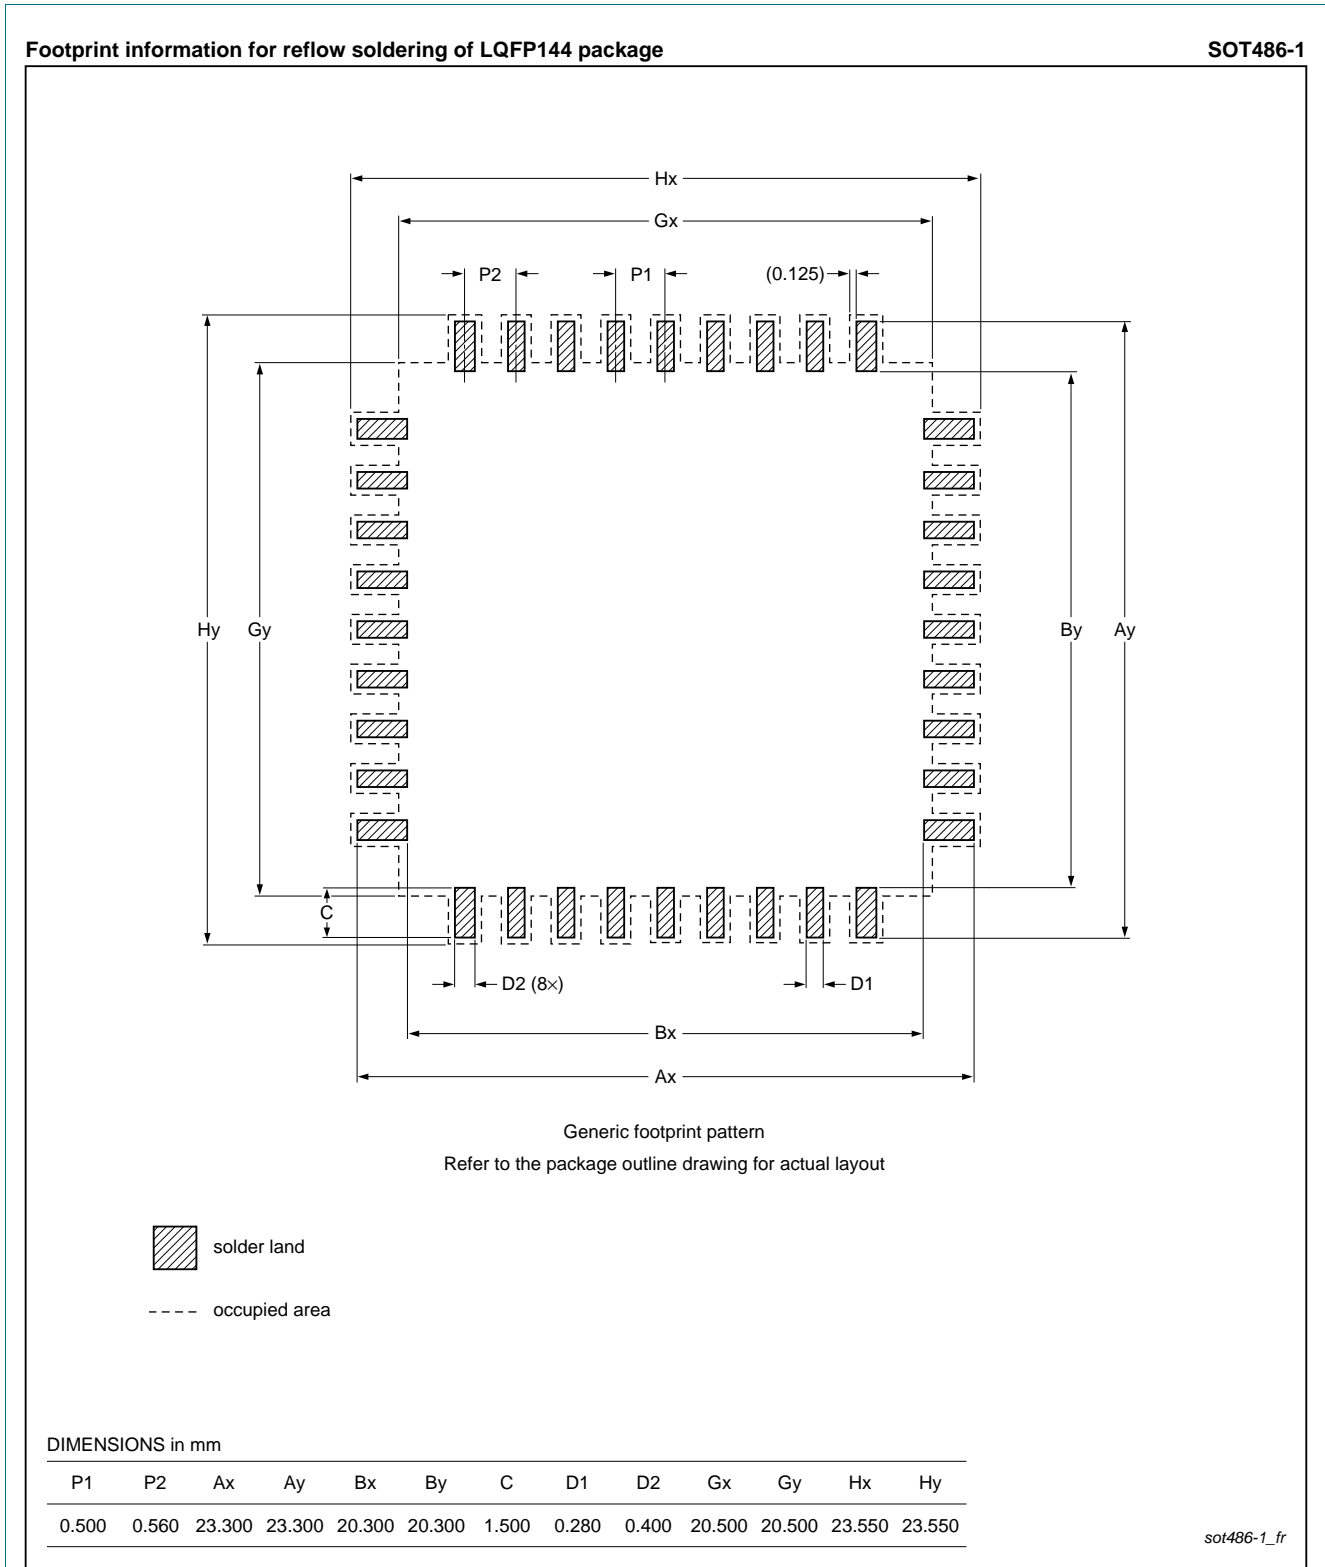 Footprint information for reflow soldering of LQFP144 package SOT486-1
Hx
Gx
P2 P1 (0.125)
Hy Gy By Ay
C
D2 (8×) D1
Bx
Ax
Generic footprint pattern
Refer to the package outline drawing for actual layout
solder land
occupied area
DIMENSIONS in mm
P1 P2 Ax Ay Bx By C D1 D2 Gx Gy Hx Hy
0.500 0.560 23.300 23.300 20.300 20.300 1.500 0.280 0.400 20.500 20.500 23.550 23.550
sot486-1_fr